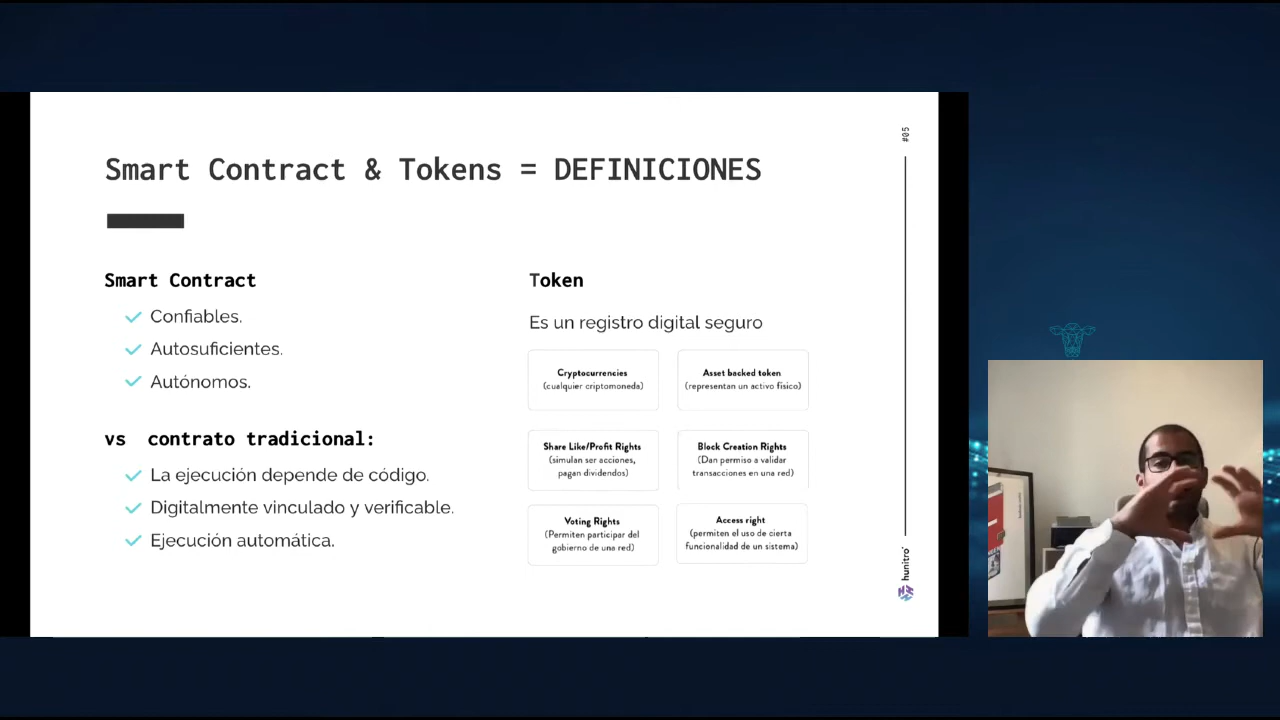 #05
Smart Contract & Tokens = DEFINICIONES
Smart Contract
Confiables.
Autosuficientes.
Autónomos.
vs contrato tradicional:
La ejecución depende de código.
Digitalmente vinculado y verificable.
Ejecución automática.
Token
Es un registro digital seguro
Cryptocurrencies
(cualquier criptomoneda)
Asset backed token
(representan un activo físico)
Share Like/Profit Rights
(simulan ser acciones,
pagan dividendos)
Block Creation Rights
(Dan permiso a validar
transacciones en una red)
Voting Rights
(Permiten participar del
gobierno de una red)
Access right
(permiten el uso de cierta
funcionalidad de un sistema)
hunitro